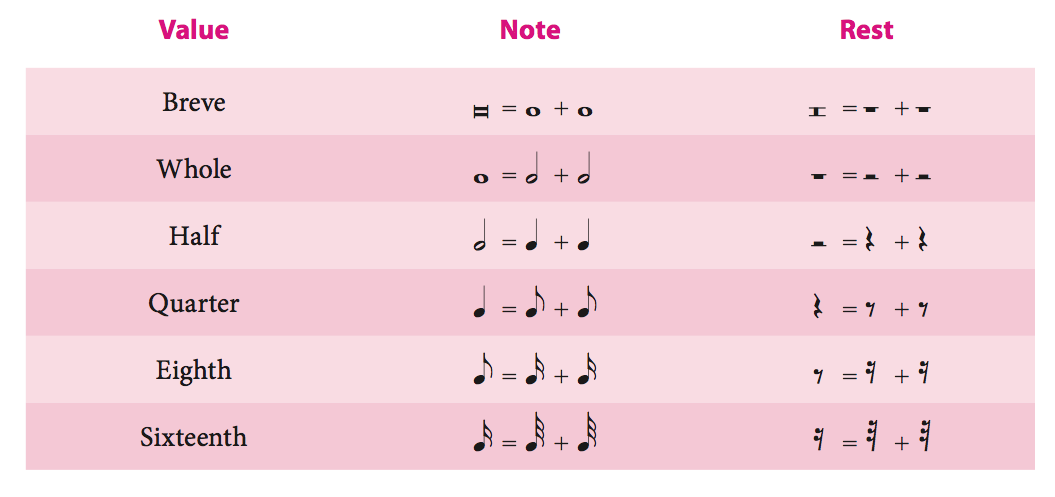 Value Note Rest
Breve 𝅜 = 𝅝 + 𝅝 𝄺 = 𝄻 + 𝄻
Whole 𝅝 = 𝅗𝅥 + 𝅗𝅥 𝄻 = 𝄼 + 𝄼
Half 𝅗𝅥 = 𝅘𝅥 + 𝅘𝅥 𝄼 = 𝄽 + 𝄽
Quarter 𝅘𝅥 = 𝅘𝅥𝅮 + 𝅘𝅥𝅮 𝄽 = 𝄾 + 𝄾
Eighth 𝅘𝅥𝅮 = 𝅘𝅥𝅯 + 𝅘𝅥𝅯 𝄾 = 𝄿 + 𝄿
Sixteenth 𝅘𝅥𝅯 = 𝅘𝅥𝅰 + 𝅘𝅥𝅰 𝄿 = 𝅀 + 𝅀